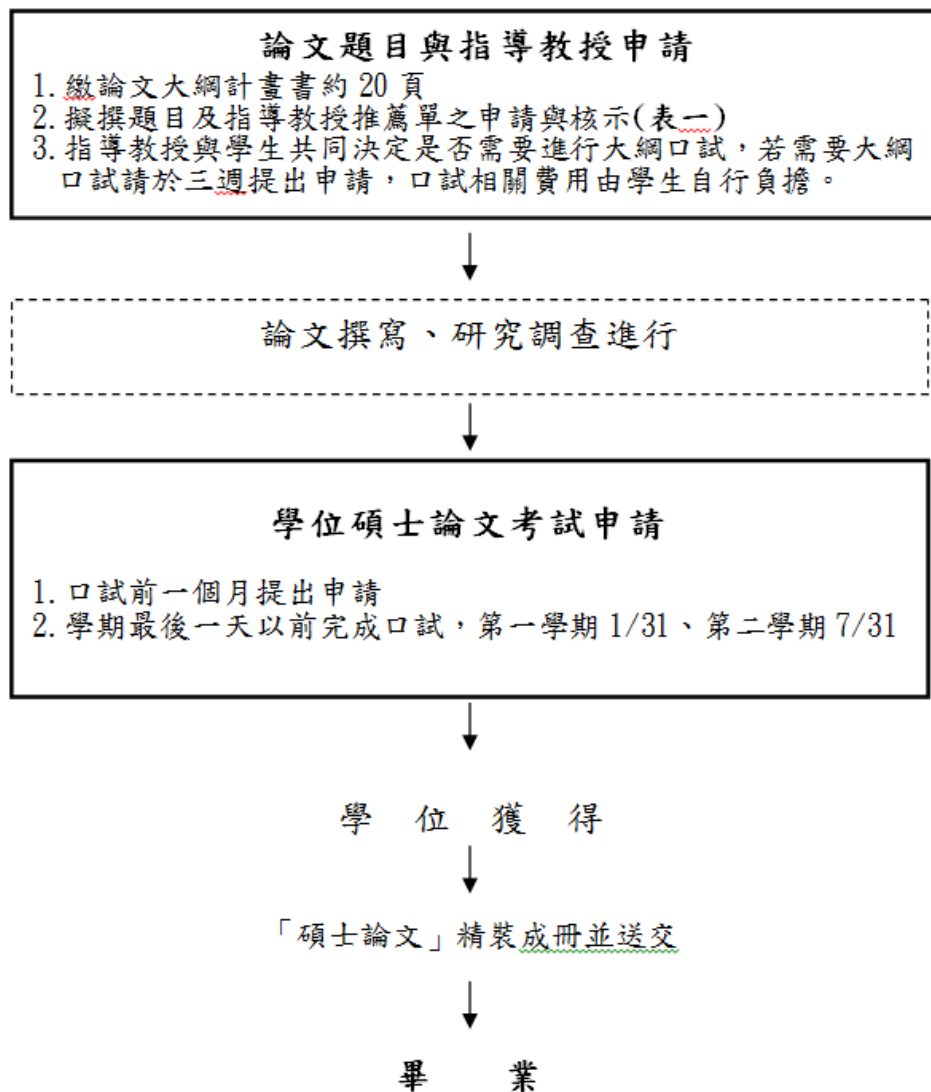 論文題目與指導教授申請
1. 繳論文大綱計畫書約 20 頁
2. 擬撰題目及指導教授推薦單之申請與核示(表一)
3. 指導教授與學生共同決定是否需要進行大綱口試，若需要大綱
口試請於三週提出申請，口試相關費用由學生自行負擔。
論文撰寫、研究調查進行
學位碩士論文考試申請
1. 口試前一個月提出申請
2. 學期最後一天以前完成口試，第一學期 1/31、第二學期 7/31
學 位 獲 得
「碩士論文」精裝成冊並送交
畢 業